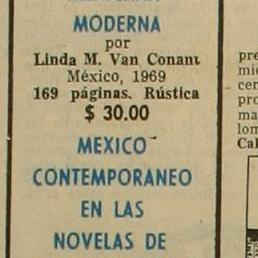 MODERNA
por
Linda M. Van Conant
México, 1969
169 páginas. Rústica
$ 30.00
MEXICO
CONTEMPORANEO
EN LAS
NOVELAS DE